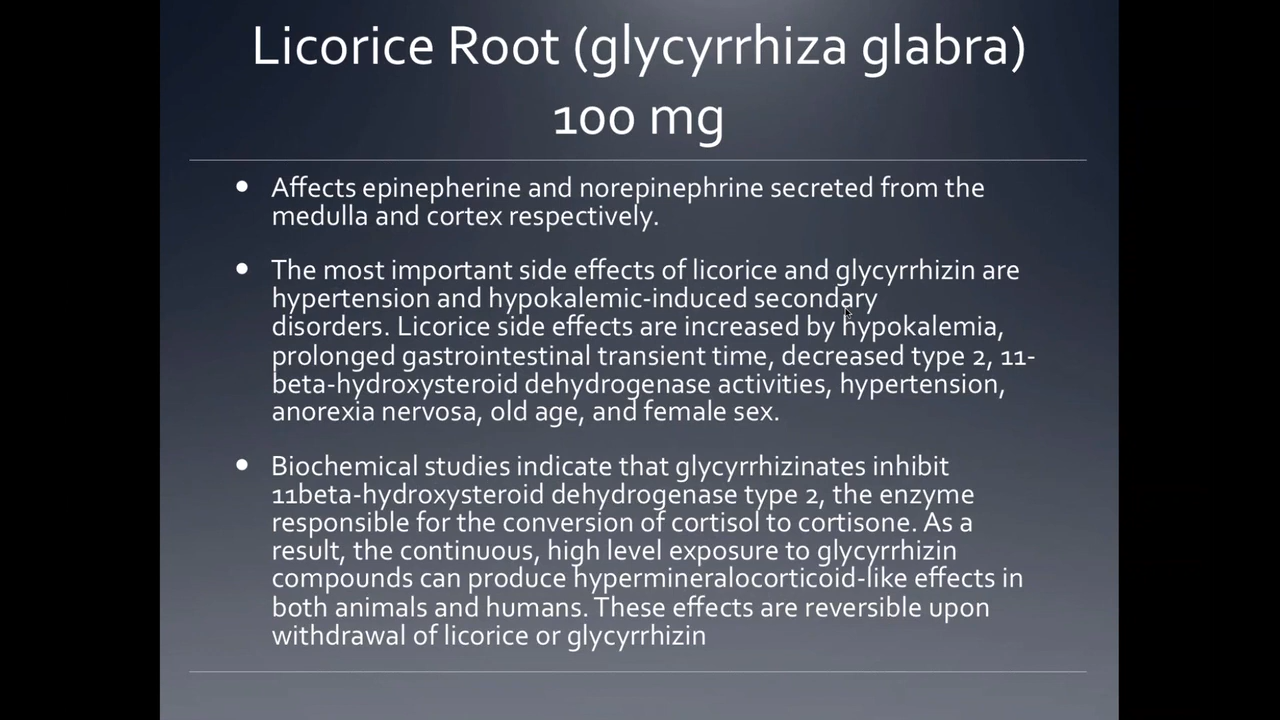 Licorice Root (glycyrrhiza glabra)
100 mg
• Affects epinepherine and norepinephrine secreted from the
medulla and cortex respectively.
• The most important side effects of licorice and glycyrrhizin are
hypertension and hypokalemic-induced secondary
disorders. Licorice side effects are increased by hypokalemia,
prolonged gastrointestinal transient time, decreased type 2, 11-
beta-hydroxysteroid dehydrogenase activities, hypertension,
anorexia nervosa, old age, and female sex.
• Biochemical studies indicate that glycyrrhizinates inhibit
11beta-hydroxysteroid dehydrogenase type 2, the enzyme
responsible for the conversion of cortisol to cortisone. As a
result, the continuous, high level exposure to glycyrrhizin
compounds can produce hypermineralocorticoid-like effects in
both animals and humans. These effects are reversible upon
withdrawal of licorice or glycyrrhizin